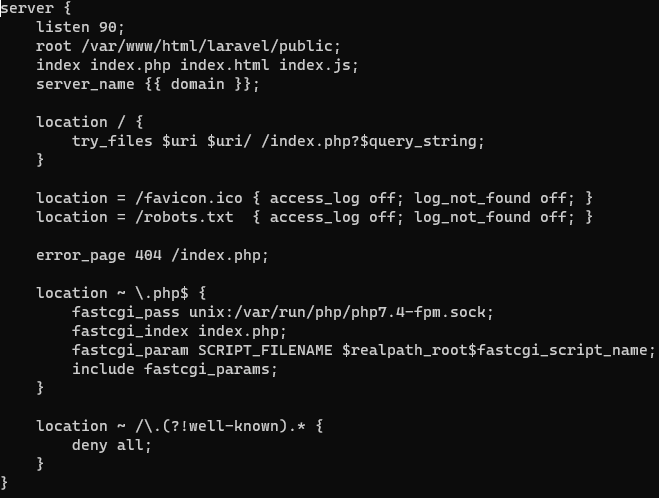 server {
    listen 90;
    root /var/www/html/laravel/public;
    index index.php index.html index.js;
    server_name {{ domain }};

    location / {
        try_files $uri $uri/ /index.php?$query_string;
    }

    location = /favicon.ico { access_log off; log_not_found off; }
    location = /robots.txt  { access_log off; log_not_found off; }

    error_page 404 /index.php;

    location ~ \.php$ {
        fastcgi_pass unix:/var/run/php/php7.4-fpm.sock;
        fastcgi_index index.php;
        fastcgi_param SCRIPT_FILENAME $realpath_root$fastcgi_script_name;
        include fastcgi_params;
    }

    location ~ /\.(?!well-known).* {
        deny all;
    }
}